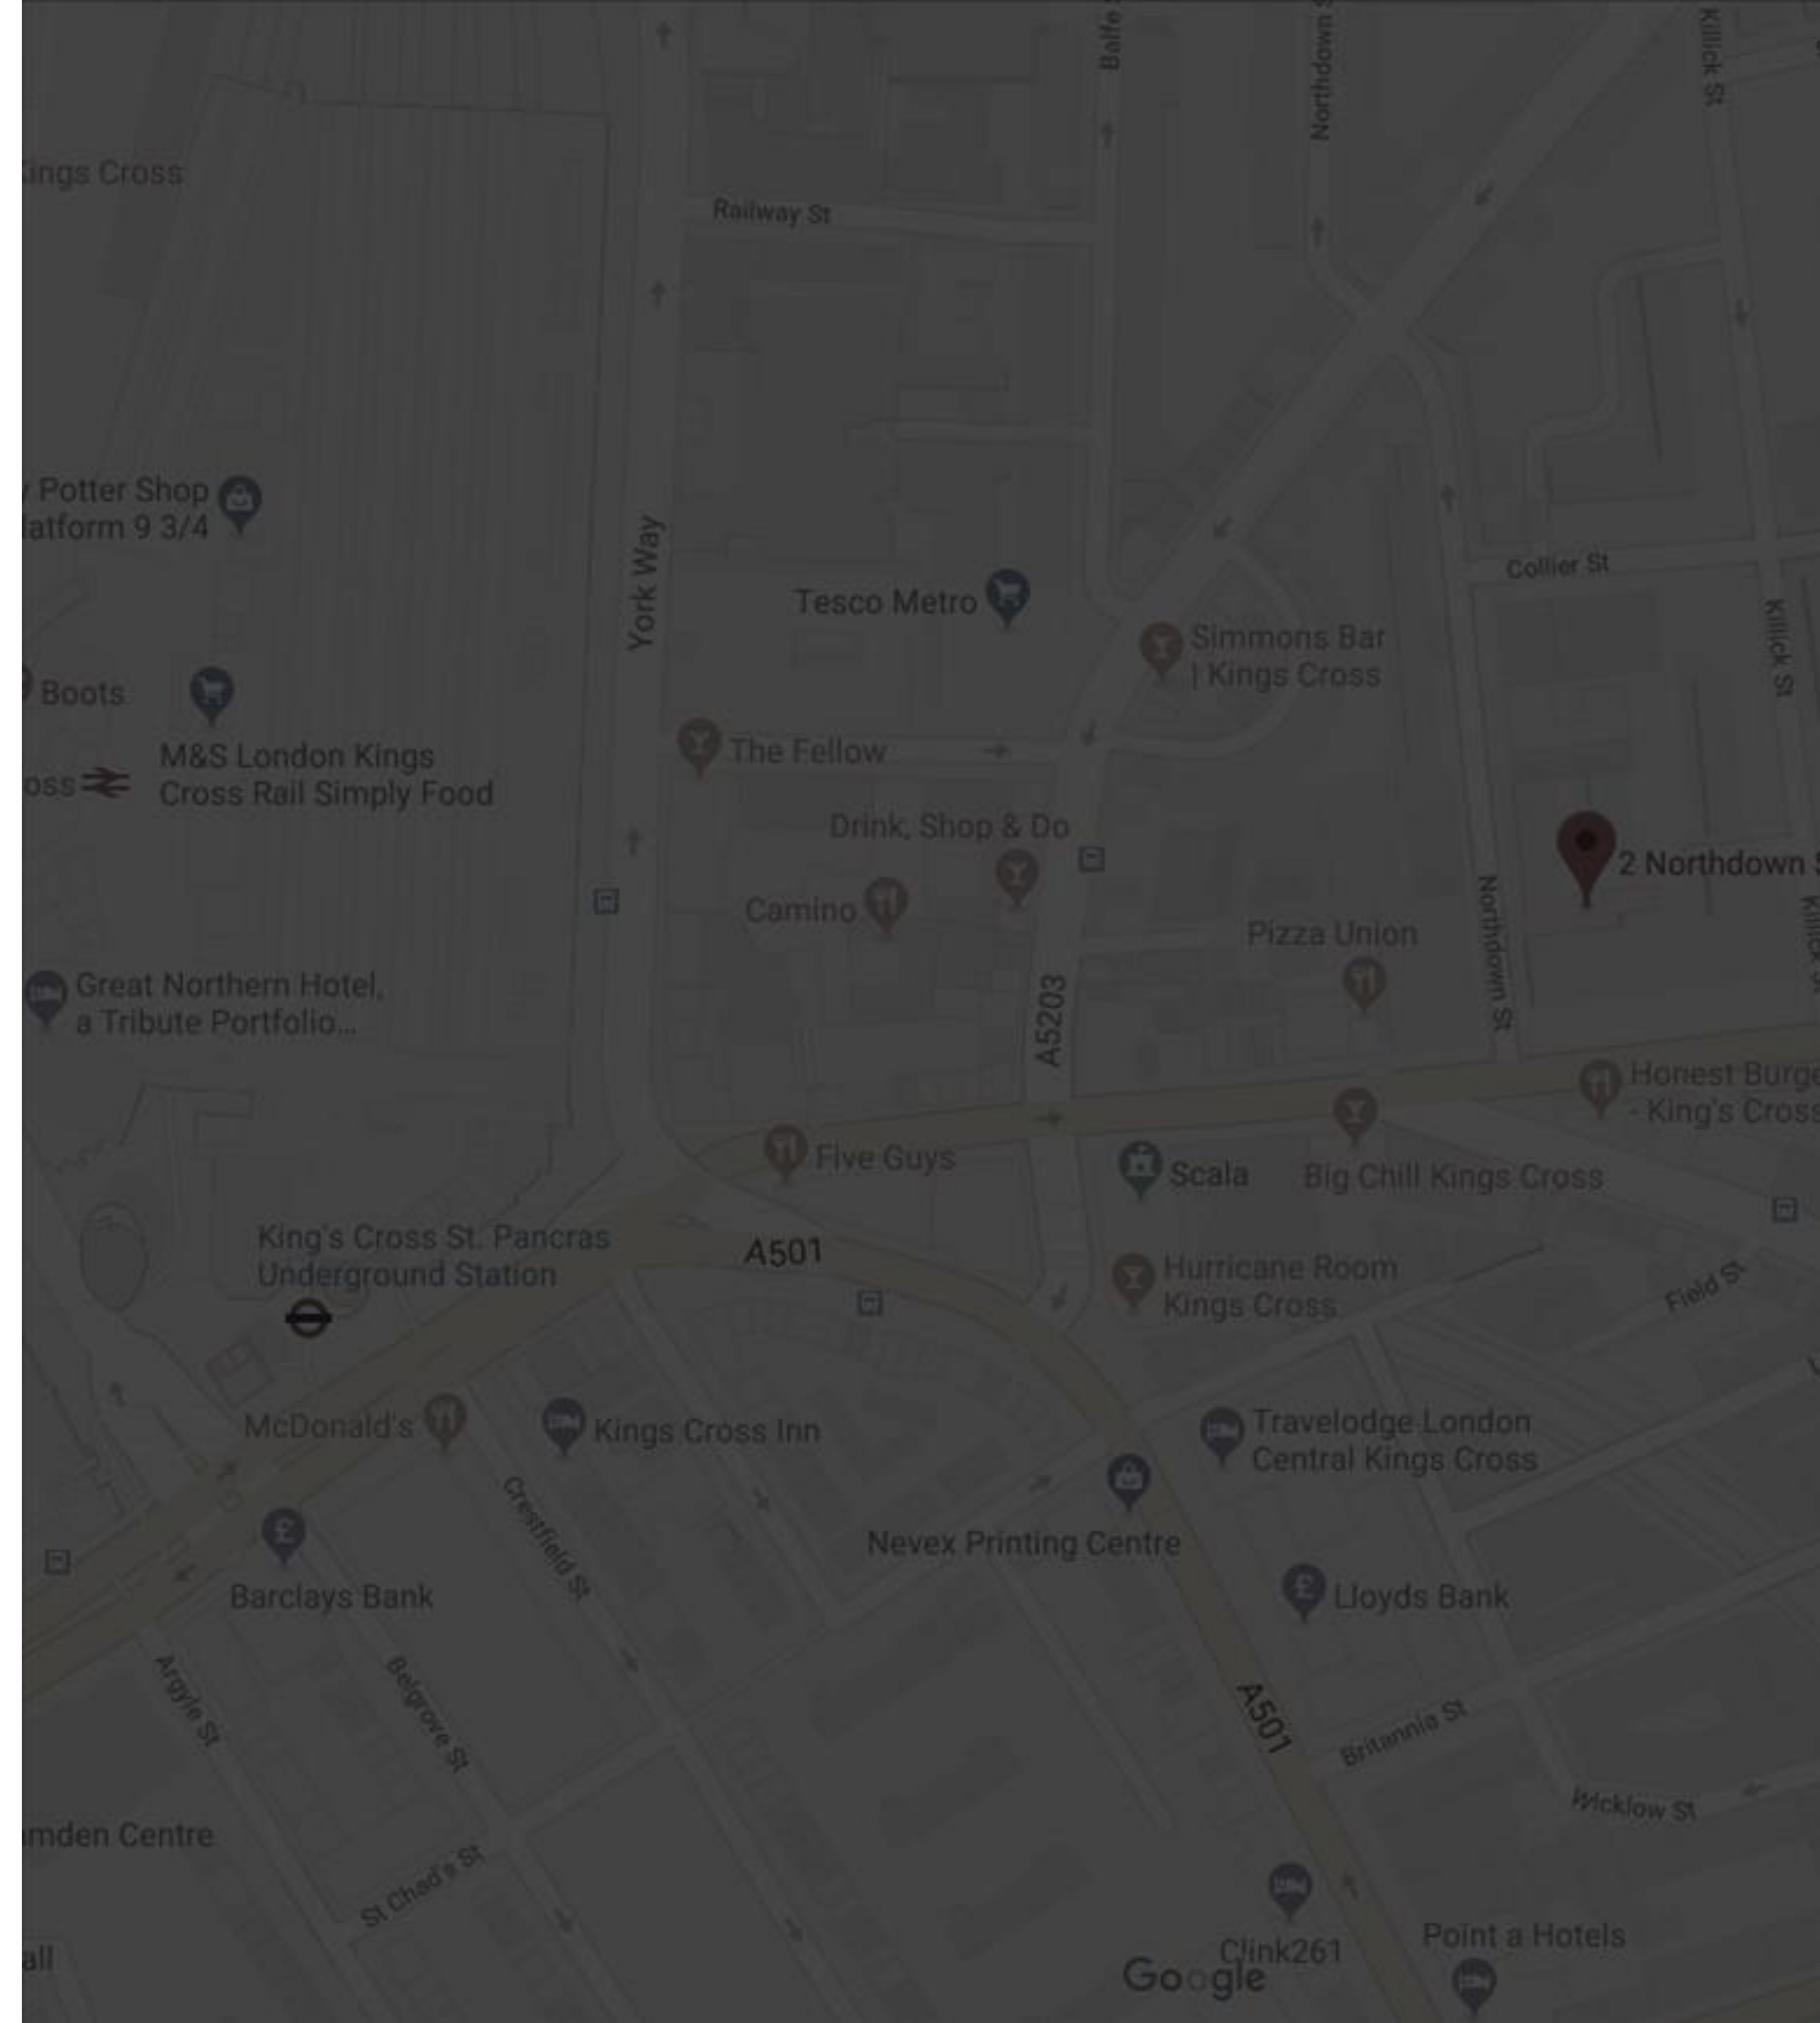 Balfe
Northdown
Killick St
ings Cross
Railway St
Potter Shop
latform 9 3/4
York Way
Collier St
Tesco Metro
Killick St
Simmons Bar
| Kings Cross
Boots
The Fellow
M&S London Kings
Cross Rail Simply Food
oss
Drink, Shop & Do
2 Northdown S
Camino
Northdown St
Pizza Union
A5203
Great Northern Hotel,
a Tribute Portfolio...
Honest Burge
- King's Cross
Five Guys
Scala
Big Chill Kings Cross
King's Cross St. Pancras
Underground Station
A501
Hurricane Room
Kings Cross
Field St
McDonald's
Kings Cross Inn
Travelodge London
Central Kings Cross
Crestfield St
Nevex Printing Centre
Barclays Bank
Lloyds Bank
Argyle St
Belgrove St
A501
Britannia St
Wicklow St
mden Centre
St Chad's St
Clink261
Point a Hotels
all
Google